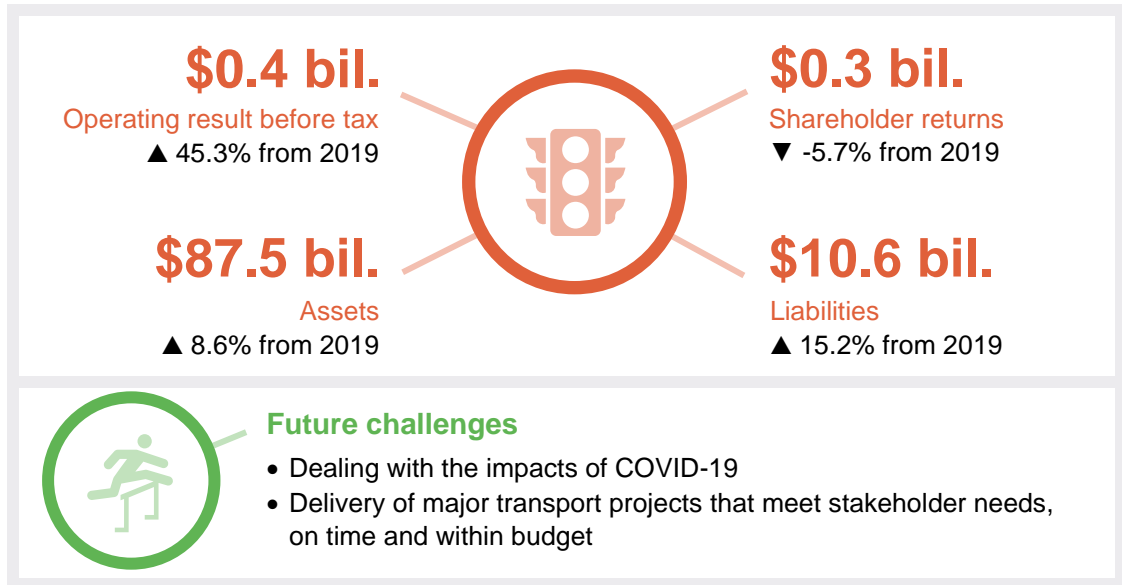 $0.4 bil.
Operating result before tax
▲ 45.3% from 2019
$0.3 bil.
Shareholder returns
▼ -5.7% from 2019
$87.5 bil.
Assets
▲ 8.6% from 2019
$10.6 bil.
Liabilities
▲ 15.2% from 2019
Future challenges
• Dealing with the impacts of COVID-19
• Delivery of major transport projects that meet stakeholder needs,
on time and within budget